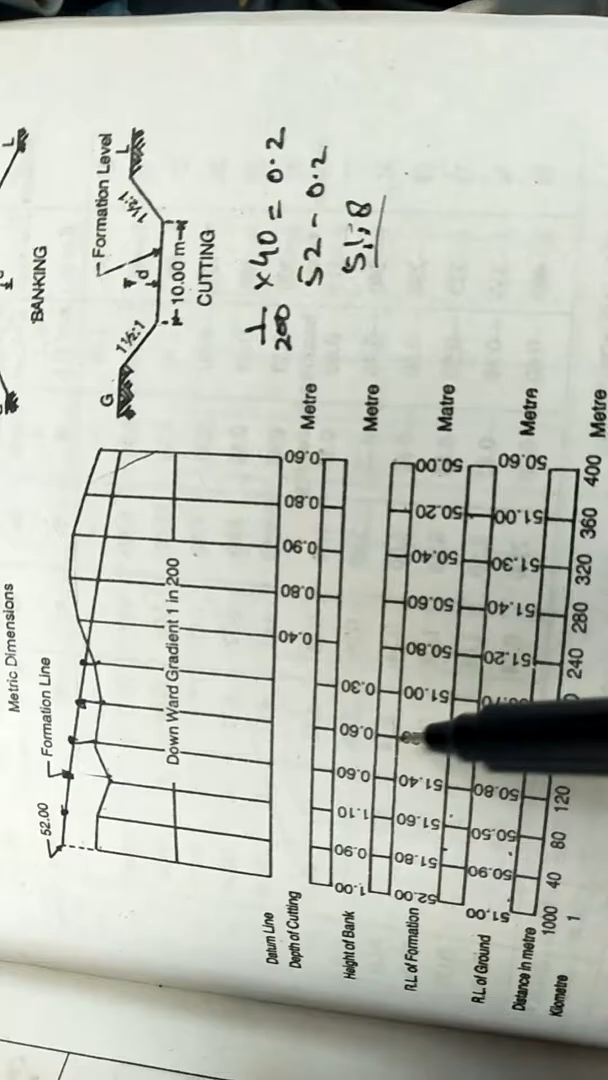 Metric Dimensions
BANKING
L
d
52.00
Formation Line
G
1½:1
d
Formation Level
1½:1
L
10.00 m
CUTTING
Down Ward Gradient 1 in 200
1/200 x 40 = 0.2
52 - 0.2
51.8
Datum Line
Depth of Cutting 0.40 0.80 0.90 0.80 0.60 Metre
Height of Bank 1.00 0.90 1.10 0.60 0.60 0.30 Metre
R.L of Formation 52.00 51.80 51.60 51.40 51.00 50.80 50.60 50.40 50.20 50.00 Matre
R.L of Ground 51.00 50.90 50.50 50.80 51.20 51.40 51.30 51.00 50.60 Metre
Distance in metre 1000 40 80 120 240 280 320 360 400 Metre
Kilometre 1